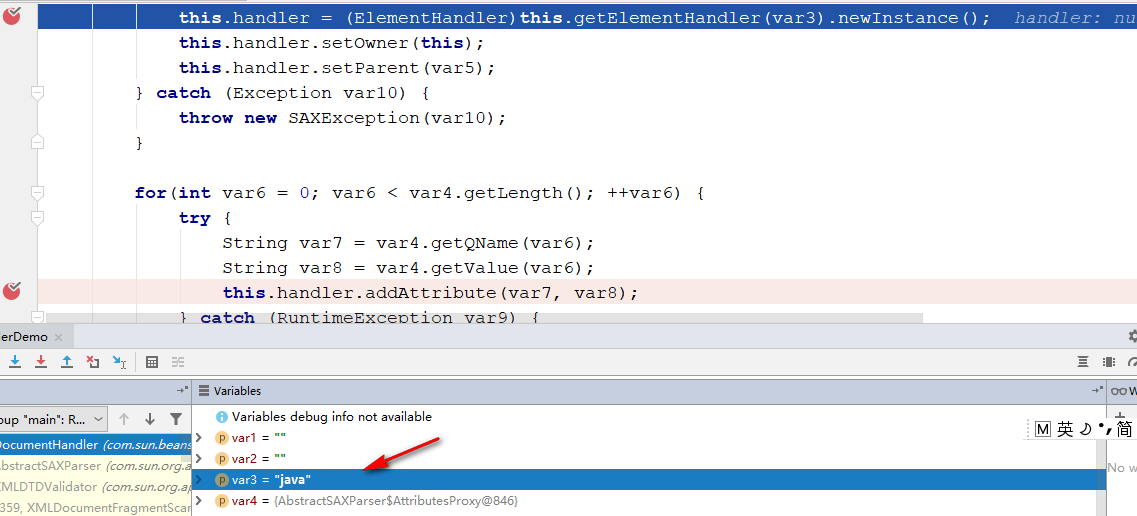 this.handler = (ElementHandler)this.getElementHandler(var3).newInstance();  handler: nu
this.handler.setOwner(this);
this.handler.setParent(var5);
} catch (Exception var10) {
throw new SAXException(var10);
}
for(int var6 = 0; var6 < var4.getLength(); ++var6) {
try {
String var7 = var4.getQName(var6);
String var8 = var4.getValue(var6);
this.handler.addAttribute(var7, var8);
} catch (RuntimeException var9) {
erDemo
Variables
W
oup "main": R...
Variables debug info not available
var1 = ""
M 英 简
DocumentHandler (com.sun.beans
var2 = ""
AbstractSAXParser (com.sun.org.a
var3 = "java"
No w
XMLDTDValidator (com.sun.org.ap
var4 = {AbstractSAXParser$AttributesProxy@846}
359, XMLDocumentFragmentScan